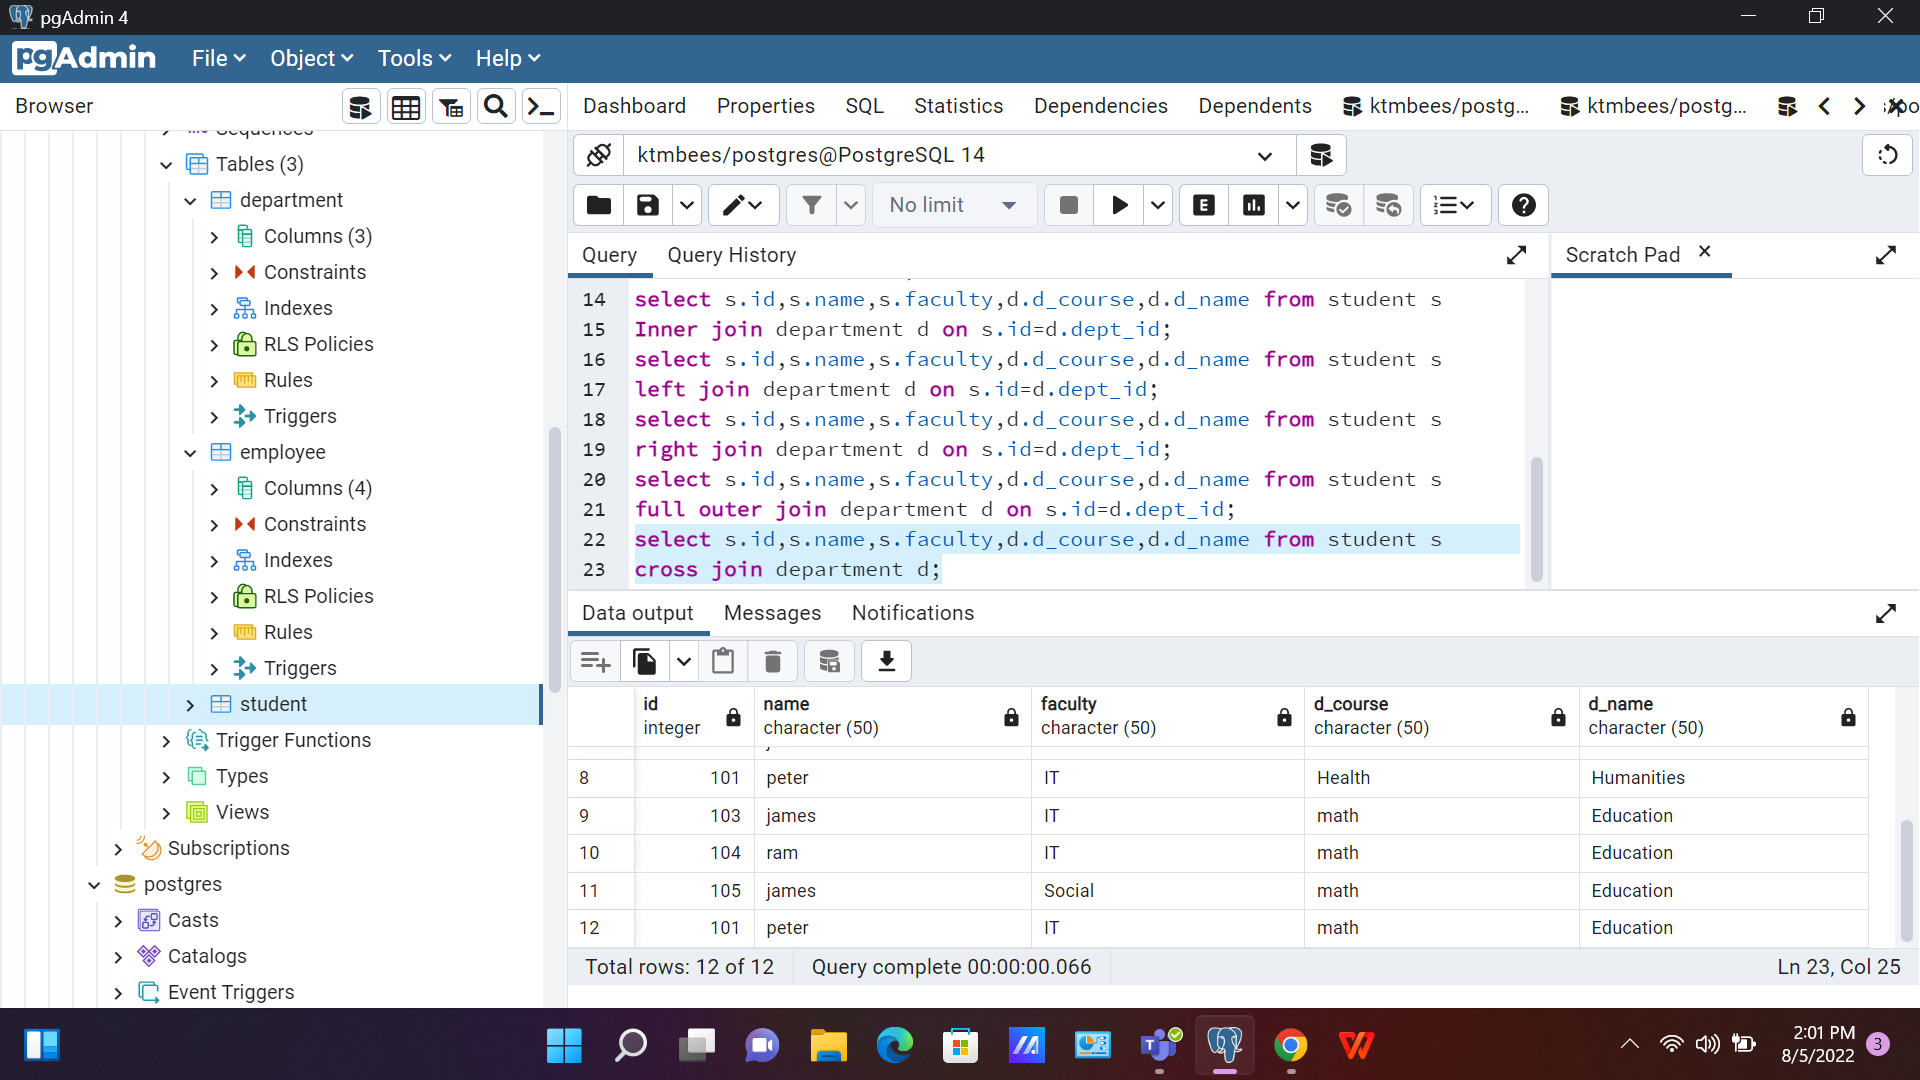 pgAdmin 4
pgAdmin File Object Tools Help
Browser
Dashboard Properties SQL Statistics Dependencies Dependents ktmbees/postg... ktmbees/postg...
Sequences
Tables (3)
department
Columns (3)
Constraints
Indexes
RLS Policies
Rules
Triggers
employee
Columns (4)
Constraints
Indexes
RLS Policies
Rules
Triggers
student
Trigger Functions
Types
Views
Subscriptions
postgres
Casts
Catalogs
Event Triggers
ktmbees/postgres@PostgreSQL 14
No limit
E
Query Query History
Scratch Pad
14 select s.id,s.name,s.faculty,d.d_course,d.d_name from student s
15 Inner join department d on s.id=d.dept_id;
16 select s.id,s.name,s.faculty,d.d_course,d.d_name from student s
17 left join department d on s.id=d.dept_id;
18 select s.id,s.name,s.faculty,d.d_course,d.d_name from student s
19 right join department d on s.id=d.dept_id;
20 select s.id,s.name,s.faculty,d.d_course,d.d_name from student s
21 full outer join department d on s.id=d.dept_id;
22 select s.id,s.name,s.faculty,d.d_course,d.d_name from student s
23 cross join department d;
Data output Messages Notifications
id name faculty d_course d_name
integer character (50) character (50) character (50) character (50)
8 101 peter IT Health Humanities
9 103 james IT math Education
10 104 ram IT math Education
11 105 james Social math Education
12 101 peter IT math Education
Total rows: 12 of 12 Query complete 00:00:00.066 Ln 23, Col 25
2:01 PM
8/5/2022 3